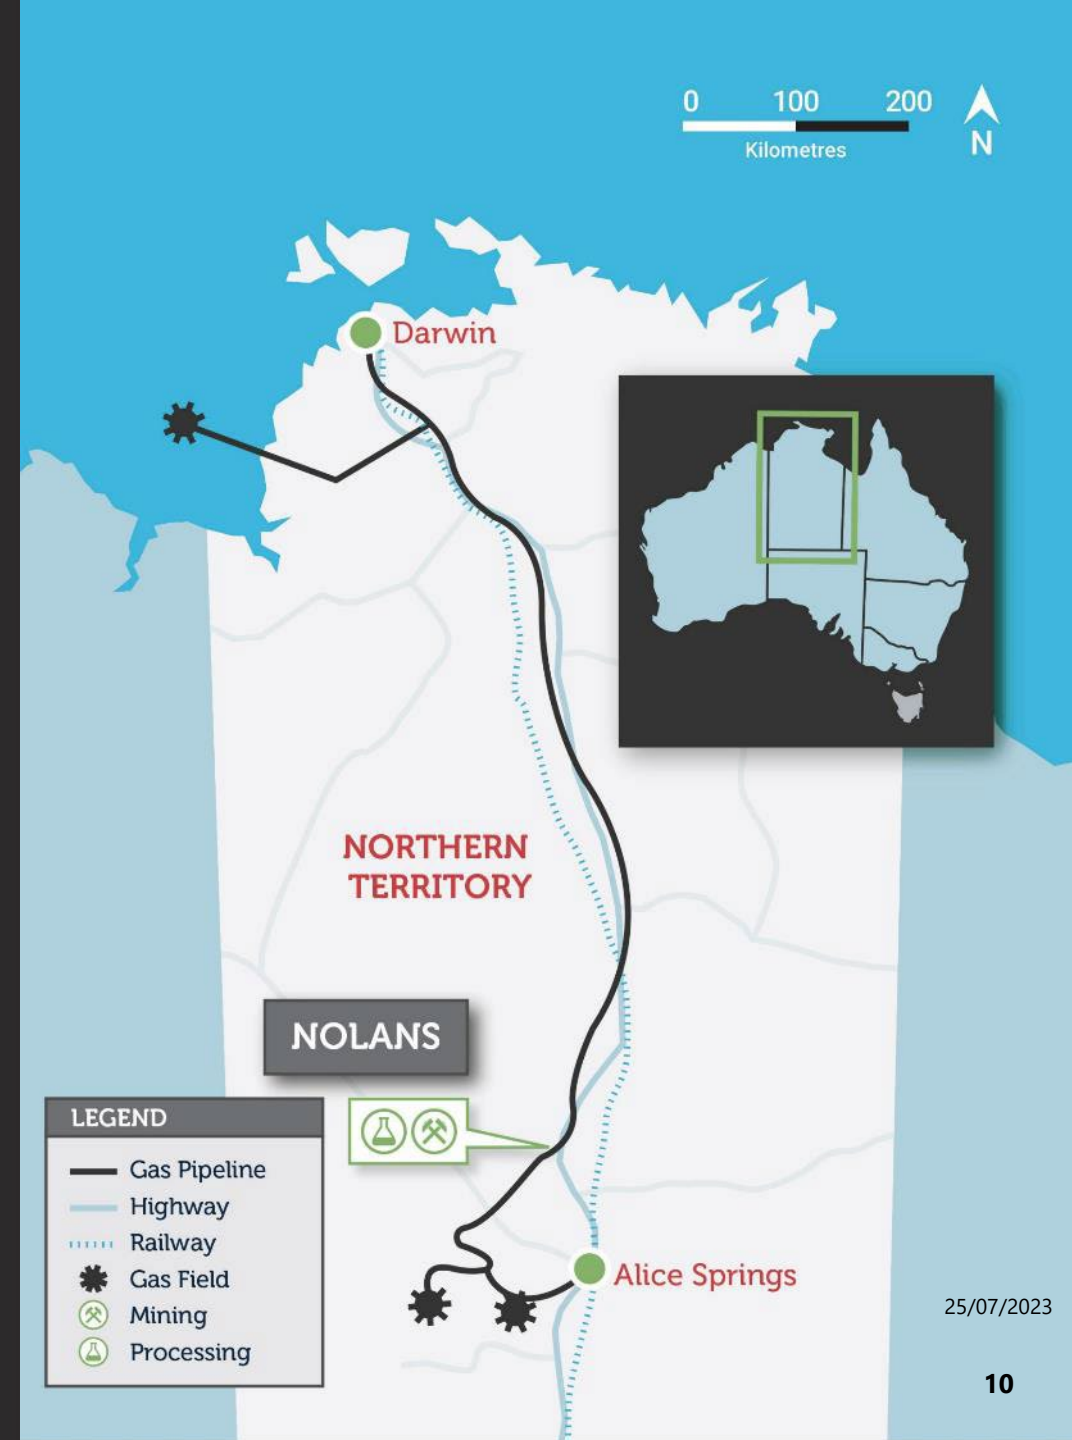 0 100 200
Kilometres
N
Darwin
NORTHERN
TERRITORY
NOLANS
LEGEND
Gas Pipeline
Highway
Railway
Gas Field
Mining
Processing
Alice Springs
25/07/2023
10